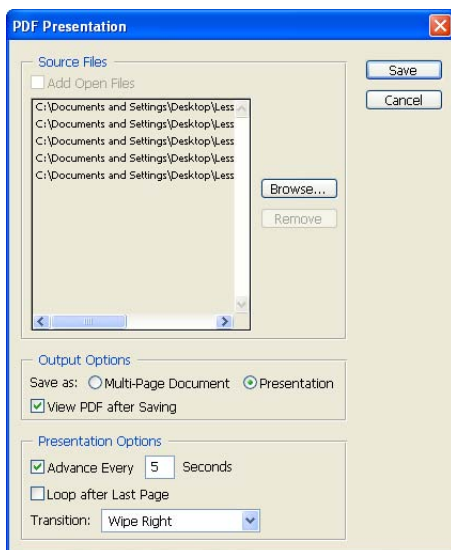 PDF Presentation
Source Files
Add Open Files
C:\Documents and Settings\Desktop\Less
C:\Documents and Settings\Desktop\Less
C:\Documents and Settings\Desktop\Less
C:\Documents and Settings\Desktop\Less
C:\Documents and Settings\Desktop\Less
Save
Cancel
Browse...
Remove
Output Options
Save as: Multi-Page Document Presentation
View PDF after Saving
Presentation Options
Advance Every 5 Seconds
Loop after Last Page
Transition: Wipe Right